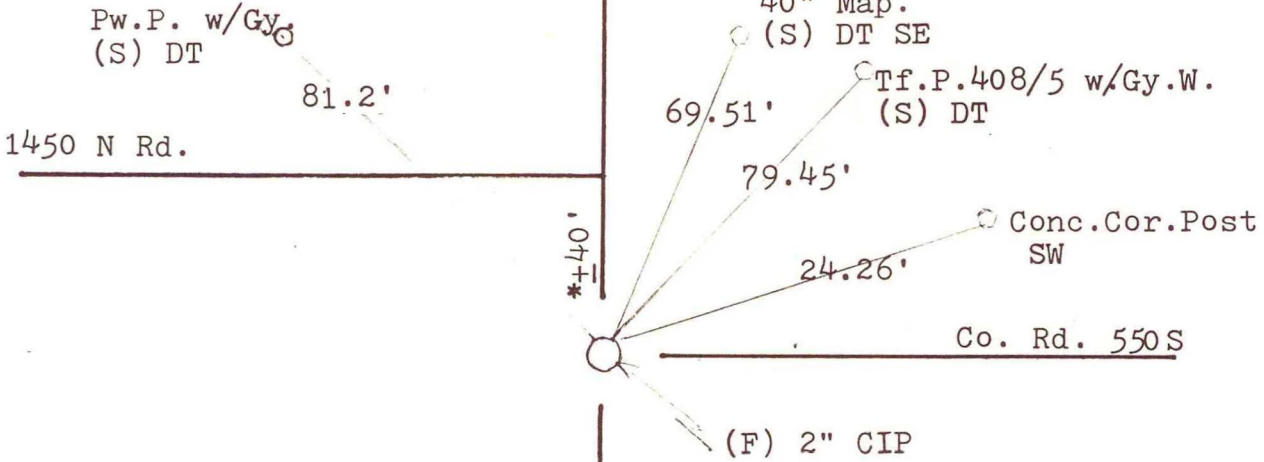 Pw.P. w/Gy
(S) DT
81.2'
1450 N Rd.
40" Map.
(S) DT SE
69.51'
Tf.P.408/5 w/Gy.W.
(S) DT
79.45'
*±40'
Conc.Cor.Post
SW
24.26'
Co. Rd. 550S
(F) 2" CIP